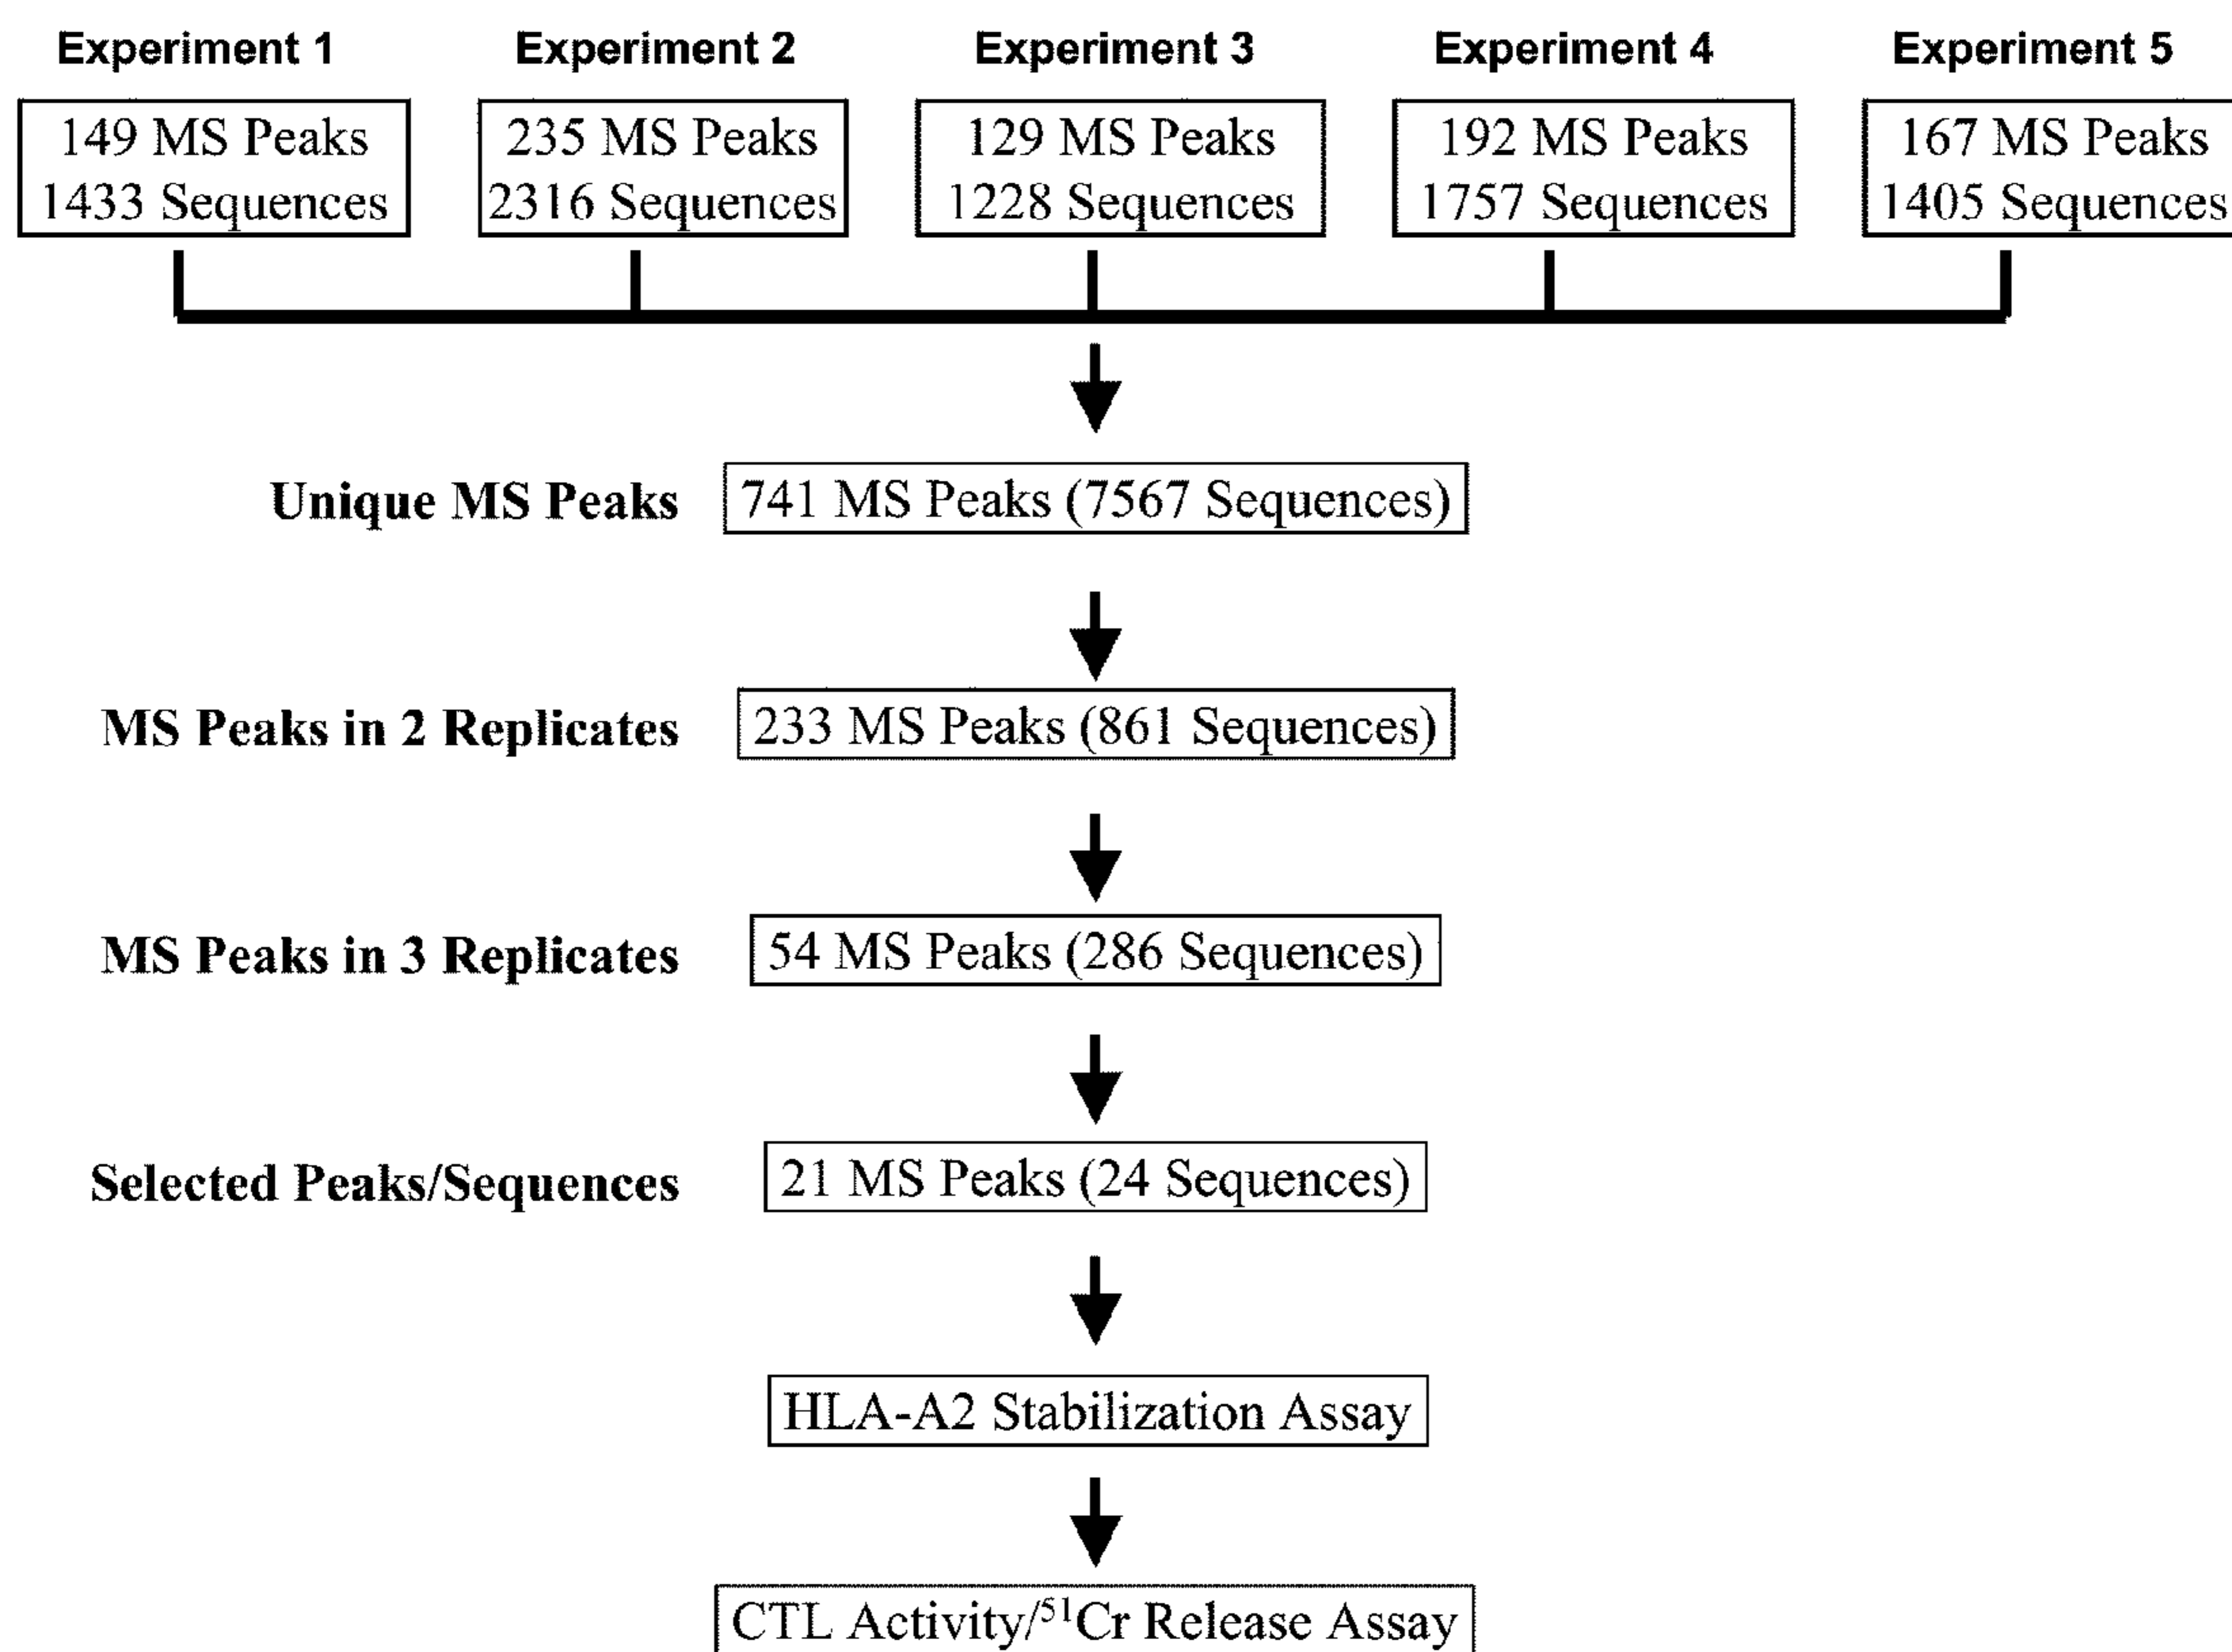 Experiment 1 Experiment 2 Experiment 3 Experiment 4 Experiment 5
149 MS Peaks 235 MS Peaks 129 MS Peaks 192 MS Peaks 167 MS Peaks
1433 Sequences 2316 Sequences 1228 Sequences 1757 Sequences 1405 Sequences
Unique MS Peaks 741 MS Peaks (7567 Sequences)
MS Peaks in 2 Replicates 233 MS Peaks (861 Sequences)
MS Peaks in 3 Replicates 54 MS Peaks (286 Sequences)
Selected Peaks/Sequences 21 MS Peaks (24 Sequences)
HLA-A2 Stabilization Assay
CTL Activity/⁵¹Cr Release Assay